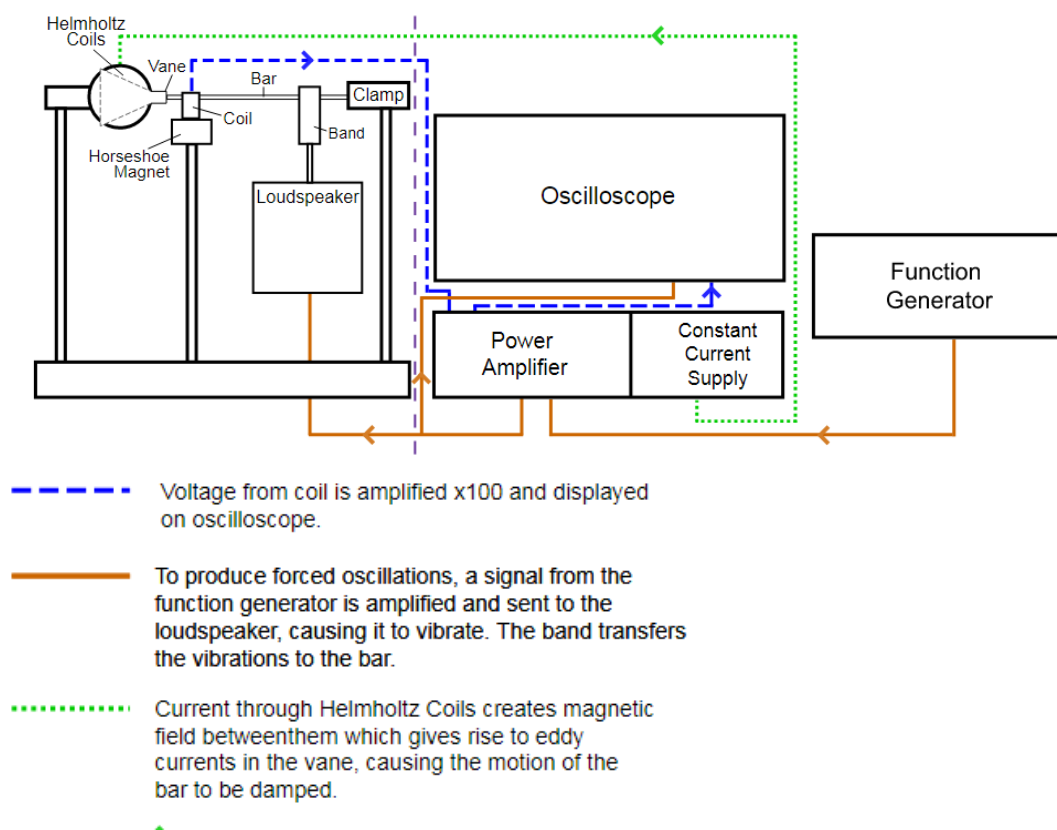 Helmholtz
Coils
Vane
Bar
Clamp
Coil
Band
Horseshoe
Magnet
Loudspeaker
Oscilloscope
Function
Generator
Power
Amplifier
Constant
Current
Supply
Voltage from coil is amplified x100 and displayed
on oscilloscope.
To produce forced oscillations, a signal from the
function generator is amplified and sent to the
loudspeaker, causing it to vibrate. The band transfers
the vibrations to the bar.
Current through Helmholtz Coils creates magnetic
field betweenthem which gives rise to eddy
currents in the vane, causing the motion of the
bar to be damped.